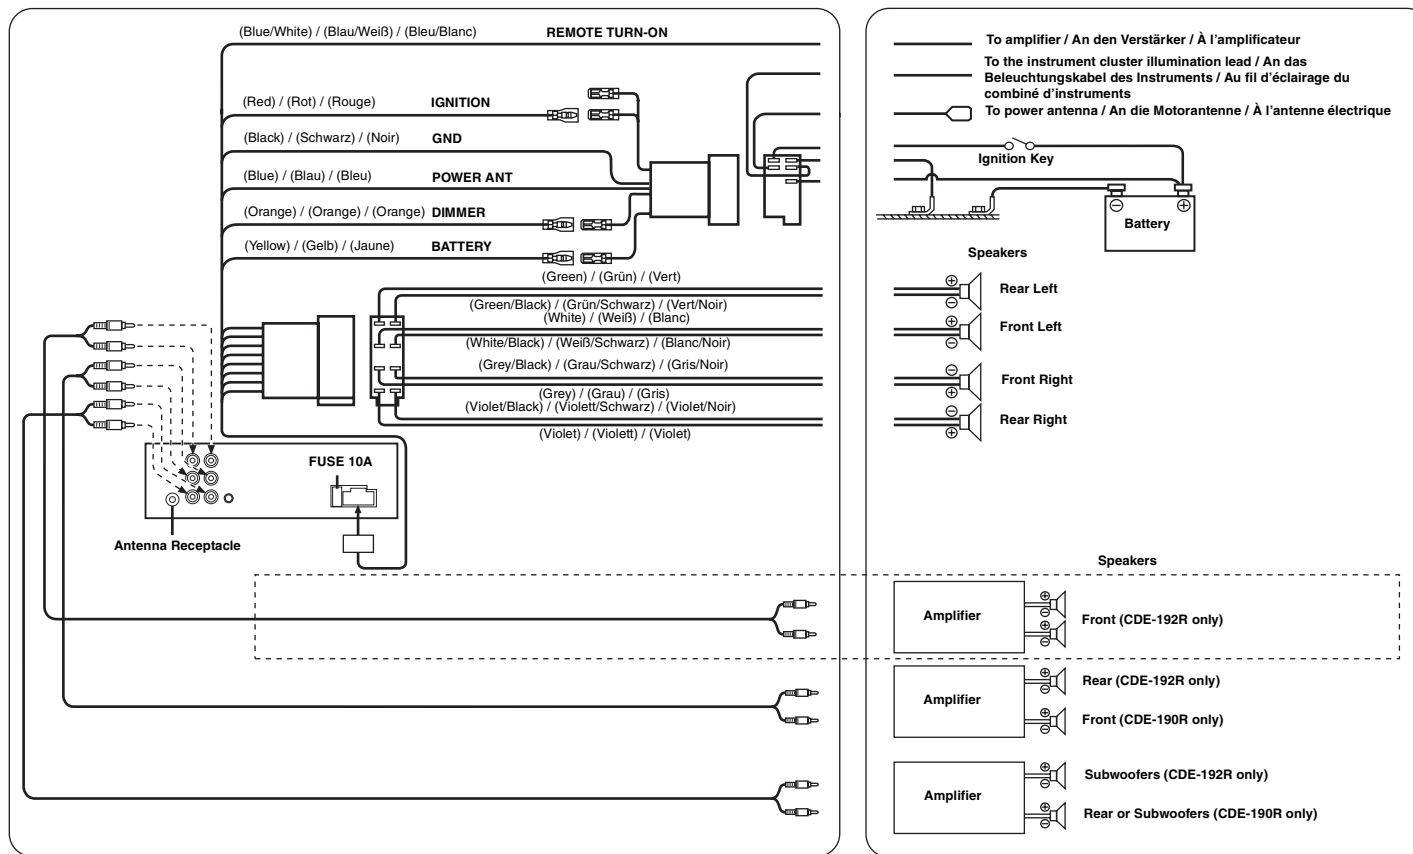 (Blue/White) / (Blau/Weiß) / (Bleu/Blanc) REMOTE TURN-ON
(Red) / (Rot) / (Rouge) IGNITION
(Black) / (Schwarz) / (Noir) GND
(Blue) / (Blau) / (Bleu) POWER ANT
(Orange) / (Orange) / (Orange) DIMMER
(Yellow) / (Gelb) / (Jaune) BATTERY
(Green) / (Grün) / (Vert)
(Green/Black) / (Grün/Schwarz) / (Vert/Noir)
(White) / (Weiß) / (Blanc)
(White/Black) / (Weiß/Schwarz) / (Blanc/Noir)
(Grey/Black) / (Grau/Schwarz) / (Gris/Noir)
(Grey) / (Grau) / (Gris)
(Violet/Black) / (Violett/Schwarz) / (Violet/Noir)
(Violet) / (Violett) / (Violet)
FUSE 10A
Antenna Receptacle
To amplifier / An den Verstärker / À l'amplificateur
To the instrument cluster illumination lead / An das
Beleuchtungskabel des Instruments / Au fil d'éclairage du
combiné d'instruments
To power antenna / An die Motorantenne / À l'antenne électrique
Ignition Key
Battery
Speakers
Rear Left
Front Left
Front Right
Rear Right
Speakers
Amplifier
Front (CDE-192R only)
Amplifier
Rear (CDE-192R only)
Front (CDE-190R only)
Amplifier
Subwoofers (CDE-192R only)
Rear or Subwoofers (CDE-190R only)